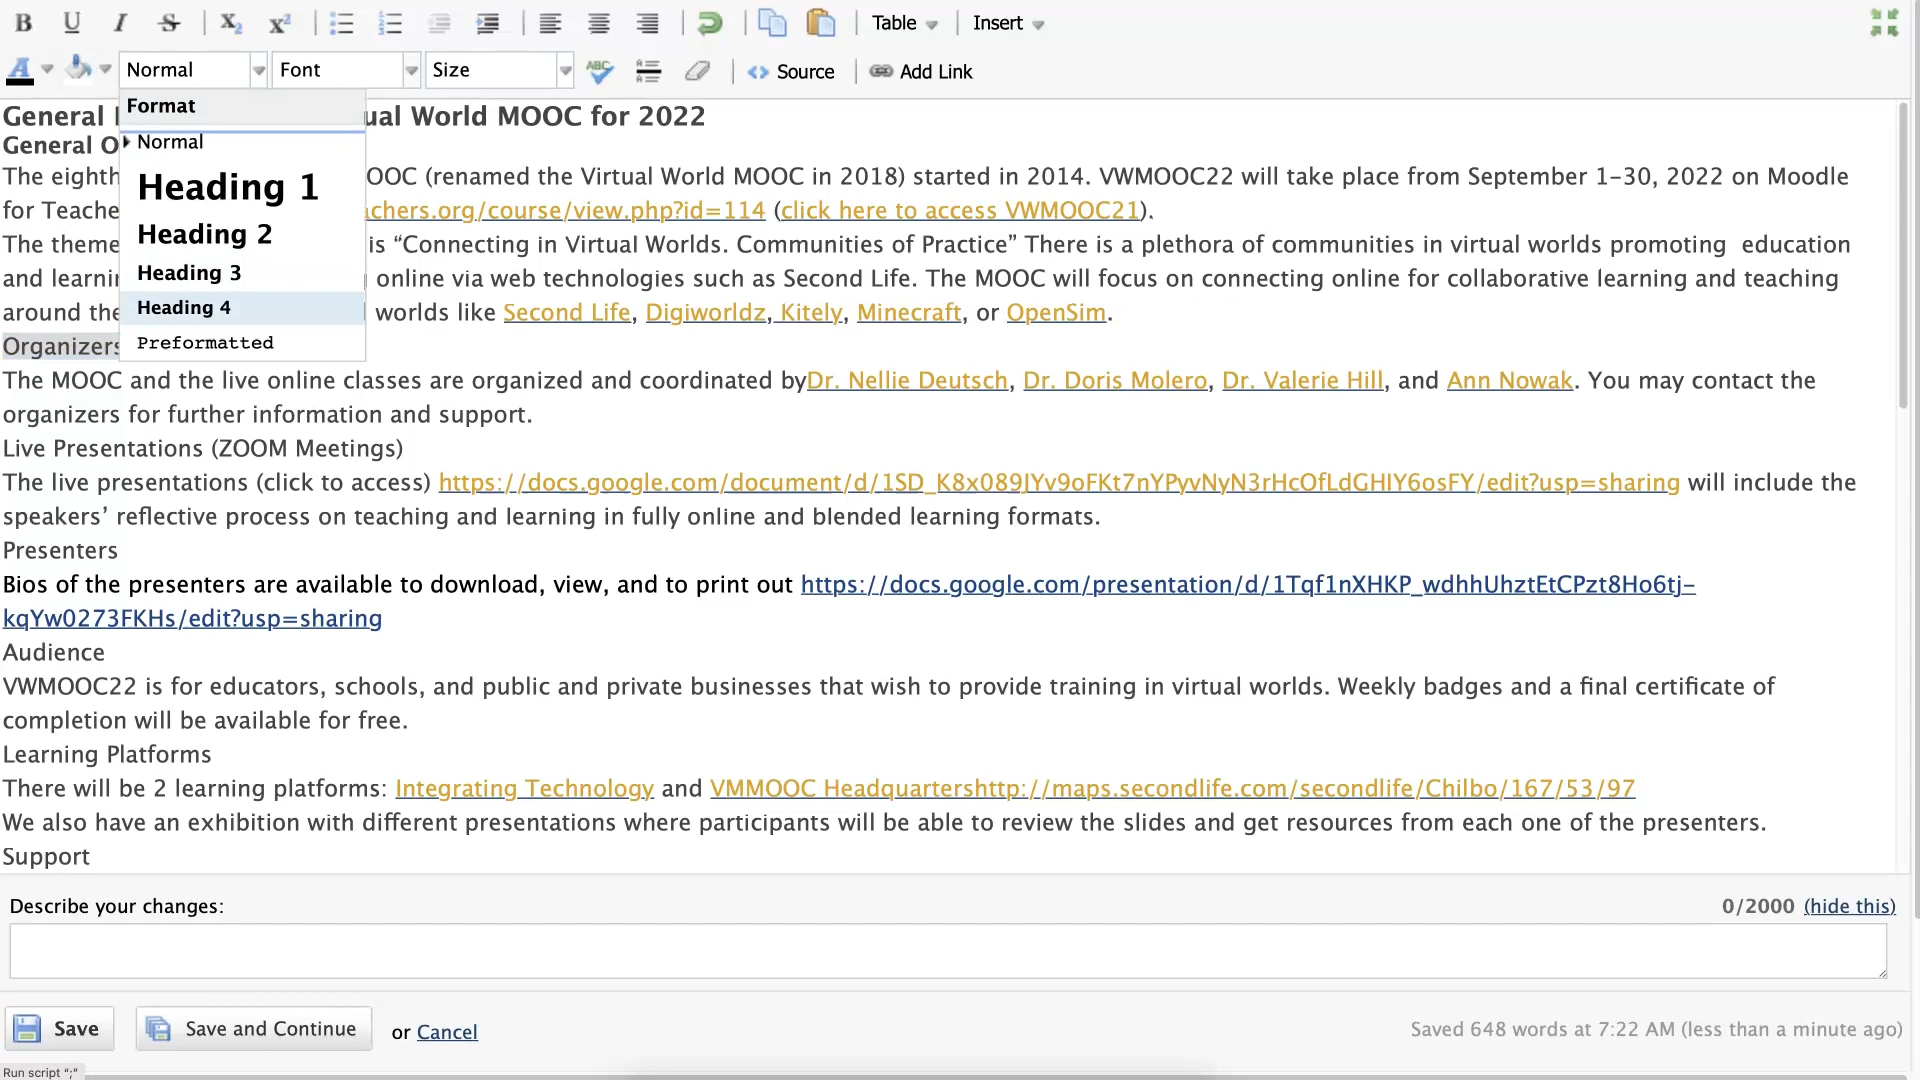 B U I S X₂ X² Table Insert
A Normal Font Size ABC Source Add Link
Format
Normal
Heading 1
Heading 2
Heading 3
Heading 4
Preformatted
General ual World MOOC for 2022
General O
The eighth OOC (renamed the Virtual World MOOC in 2018) started in 2014. VWMOOC22 will take place from September 1-30, 2022 on Moodle
for Teache chers.org/course/view.php?id=114 (click here to access VWMOOC21).
The theme is “Connecting in Virtual Worlds. Communities of Practice” There is a plethora of communities in virtual worlds promoting education
and learnin online via web technologies such as Second Life. The MOOC will focus on connecting online for collaborative learning and teaching
around the worlds like Second Life, Digiworldz, Kitely, Minecraft, or OpenSim.
Organizers
The MOOC and the live online classes are organized and coordinated byDr. Nellie Deutsch, Dr. Doris Molero, Dr. Valerie Hill, and Ann Nowak. You may contact the
organizers for further information and support.
Live Presentations (ZOOM Meetings)
The live presentations (click to access) https://docs.google.com/document/d/1SD_K8x089JYv9oFKt7nYPyvNyN3rHcOfLdGHIY6osFY/edit?usp=sharing will include the
speakers’ reflective process on teaching and learning in fully online and blended learning formats.
Presenters
Bios of the presenters are available to download, view, and to print out https://docs.google.com/presentation/d/1Tqf1nXHKP_wdhhUhztEtCPzt8Ho6tj-
kqYw0273FKHs/edit?usp=sharing
Audience
VWMOOC22 is for educators, schools, and public and private businesses that wish to provide training in virtual worlds. Weekly badges and a final certificate of
completion will be available for free.
Learning Platforms
There will be 2 learning platforms: Integrating Technology and VMMOOC Headquartershttp://maps.secondlife.com/secondlife/Chilbo/167/53/97
We also have an exhibition with different presentations where participants will be able to review the slides and get resources from each one of the presenters.
Support
Describe your changes: 0/2000 (hide this)
Save Save and Continue or Cancel Saved 648 words at 7:22 AM (less than a minute ago)
Run script “;”